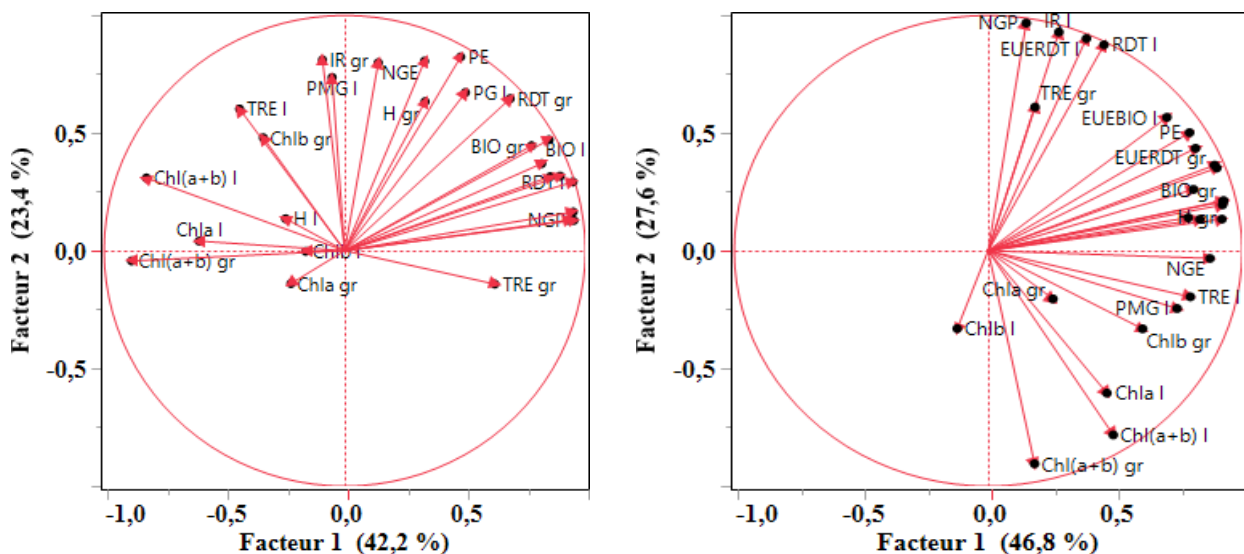 IR gr
NGE
PE
PMG l
PG l
RDT gr
TRE l
H gr
Chlb gr
BIO gr
BIO l
Chl(a+b) l
RDT l
H l
NGP
Chla l
Chlb l
Chl(a+b) gr
Chla gr
TRE gr
0,5
0,0
-0,5
-1,0
-0,5
0,0
0,5
Facteur 2 (23,4 %)
Facteur 1 (42,2 %)
NGP
IR l
EUERDT l
RDT l
TRE gr
EUEBIO l
PE
EUERDT gr
BIO gr
H gr
NGE
Chla gr
TRE l
PMG l
Chlb l
Chlb gr
Chla l
Chl(a+b) l
Chl(a+b) gr
0,5
0,0
-0,5
-1,0
-0,5
0,0
0,5
Facteur 2 (27,6 %)
Facteur 1 (46,8 %)